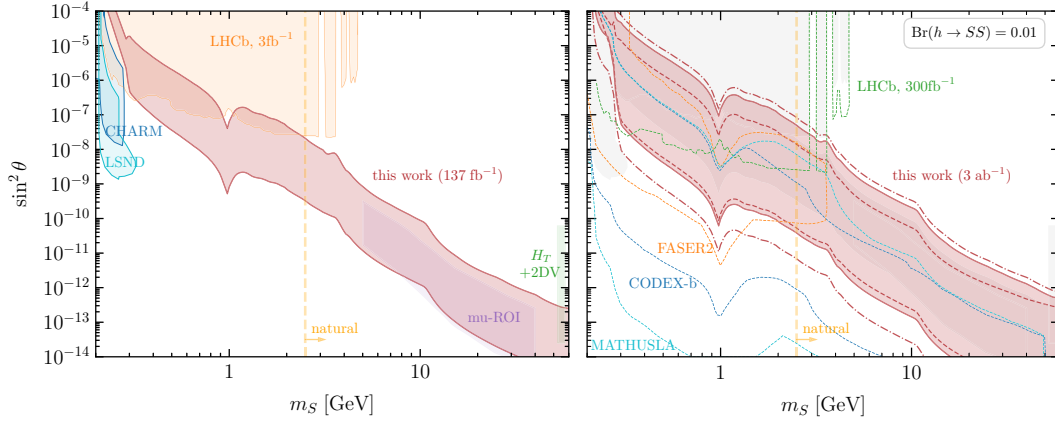 10⁻⁴
10⁻⁵
10⁻⁶
10⁻⁷
10⁻⁸
10⁻⁹
10⁻¹⁰
10⁻¹¹
10⁻¹²
10⁻¹³
10⁻¹⁴
sin² θ
LHCb, 3fb⁻¹
CHARM
LSND
this work (137 fb⁻¹)
H_T
+2DV
mu-ROI
natural
1
10
m_S [GeV]
Br(h → SS) = 0.01
LHCb, 300fb⁻¹
this work (3 ab⁻¹)
FASER2
CODEX-b
natural
MATHUSLA
1
10
m_S [GeV]